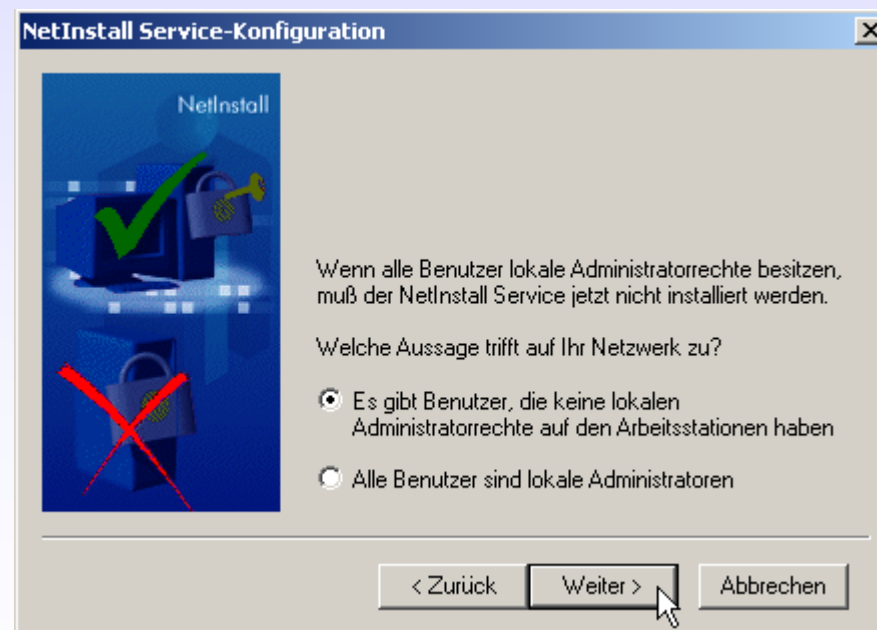 NetInstall Service-Konfiguration
NetInstall
Wenn alle Benutzer lokale Administratorrechte besitzen,
muß der NetInstall Service jetzt nicht installiert werden.
Welche Aussage trifft auf Ihr Netzwerk zu?
Es gibt Benutzer, die keine lokalen
Administratorrechte auf den Arbeitsstationen haben
Alle Benutzer sind lokale Administratoren
< Zurück
Weiter >
Abbrechen